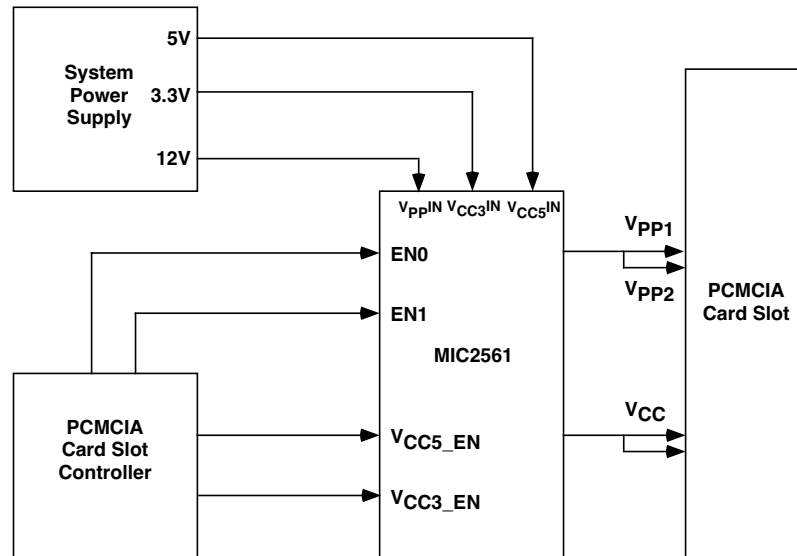 5V
System
Power
Supply
3.3V
12V
VPPIN VCC3IN VCC5IN
EN0
EN1
MIC2561
VCC5_EN
VCC3_EN
PCMCIA
Card Slot
Controller
VPP1
VPP2
VCC
PCMCIA
Card Slot